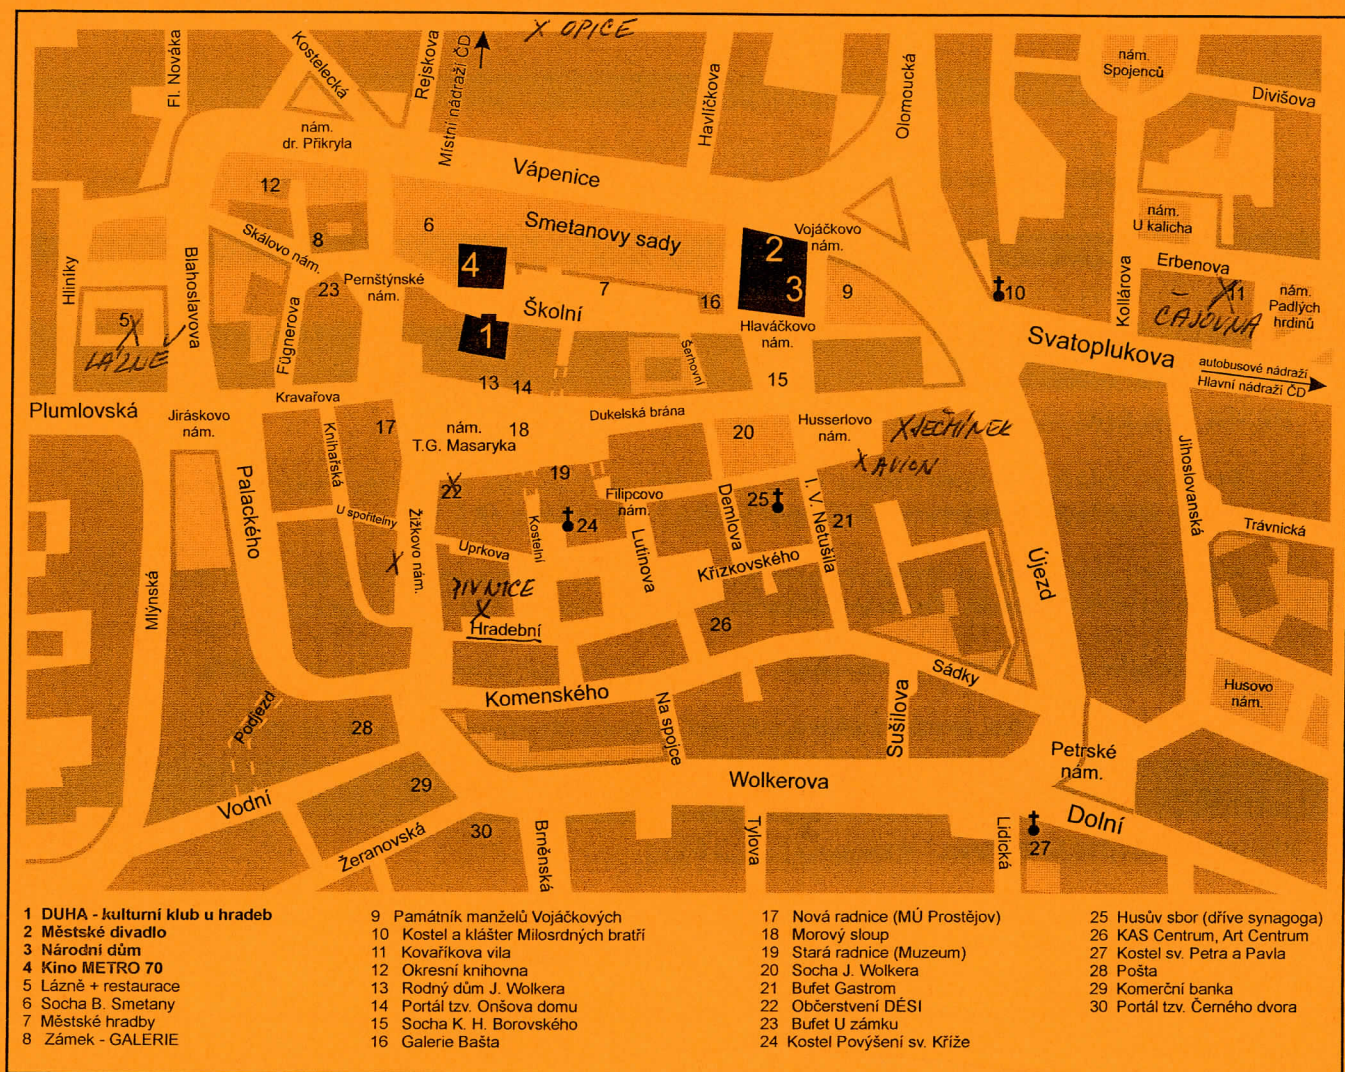 X OPICE
Fl. Nováka
Kostelecká
Rejskova
Místní nádraží ČD
Havlíčkova
Olomoucká
nám.
Spojenců
Divišova
nám.
dr. Přikryla
Vápenice
12
6
Smetanovy sady
Vojáčkovo
nám.
nám.
U kalicha
Skálovo nám.
8
4
2
3
Erbenova
Hliníky
Blahoslavova
Pernštýnské
nám.
23
7
16
9
10
X 11
nám.
Padlých
hrdinů
Kollárova
ČAJOVNA
5 X
LÁZNE
Fügnerova
Školní
1
Hlaváčkovo
nám.
Svatoplukova
autobusové nádraží
Hlavní nádraží ČD
Šerhovní
13
14
15
Plumlovská
Jiráskovo
nám.
Kravařova
Knihařská
17
nám.
T.G. Masaryka
18
Dukelská brána
20
Husserlovo
nám.
X JEČMÍNEK
X AVION
Jihoslovanská
Palackého
19
X 22
Filipcovo
nám.
Demlova
25
I. V. Netušila
21
U spořitelny
Žižkovo nám.
Kostelní
24
Lutínova
Trávnická
Uprkova
Křížkovského
Újezd
X
PIVNICE
X
Hradební
Mlýnská
26
Sádky
Husovo
nám.
Komenského
Na spojce
Sušilova
Podjezd
28
Petrské
nám.
29
Wolkerova
Vodní
30
Žeranovská
Brněnská
Tylova
Lidická
27
Dolní
1 DUHA - kulturní klub u hradeb
2 Městské divadlo
3 Národní dům
4 Kino METRO 70
5 Lázně + restaurace
6 Socha B. Smetany
7 Městské hradby
8 Zámek - GALERIE
9 Památník manželů Vojáčkových
10 Kostel a klášter Milosrdných bratří
11 Kovaříkova vila
12 Okresní knihovna
13 Rodný dům J. Wolkera
14 Portál tzv. Onšova domu
15 Socha K. H. Borovského
16 Galerie Bašta
17 Nová radnice (MÚ Prostějov)
18 Morový sloup
19 Stará radnice (Muzeum)
20 Socha J. Wolkera
21 Bufet Gastrom
22 Občerstvení DÉSI
23 Bufet U zámku
24 Kostel Povýšení sv. Kříže
25 Husův sbor (dříve synagoga)
26 KAS Centrum, Art Centrum
27 Kostel sv. Petra a Pavla
28 Pošta
29 Komerční banka
30 Portál tzv. Černého dvora